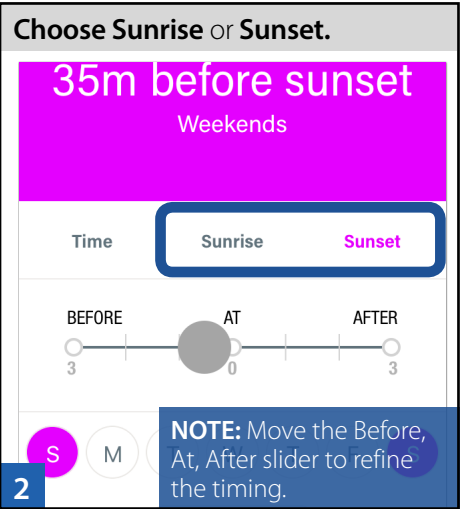 Choose Sunrise or Sunset.
35m before sunset
Weekends
Time Sunrise Sunset
BEFORE AT AFTER
3 0 3
S M T W T F S
NOTE: Move the Before,
At, After slider to refine
the timing.
2